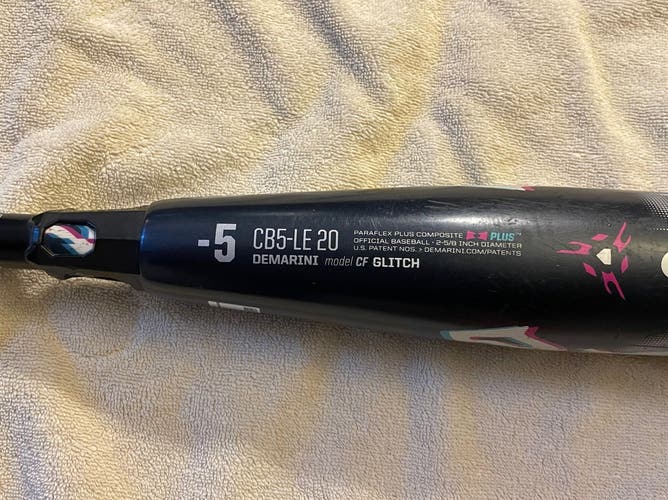 -5
CB5-LE 20
DEMARINI model CF GLITCH
PARAFLEX PLUS COMPOSITE PLUS™
OFFICIAL BASEBALL • 2-5/8 INCH DIAMETER
U.S. PATENT NOS. > DEMARINI.COM/PATENTS